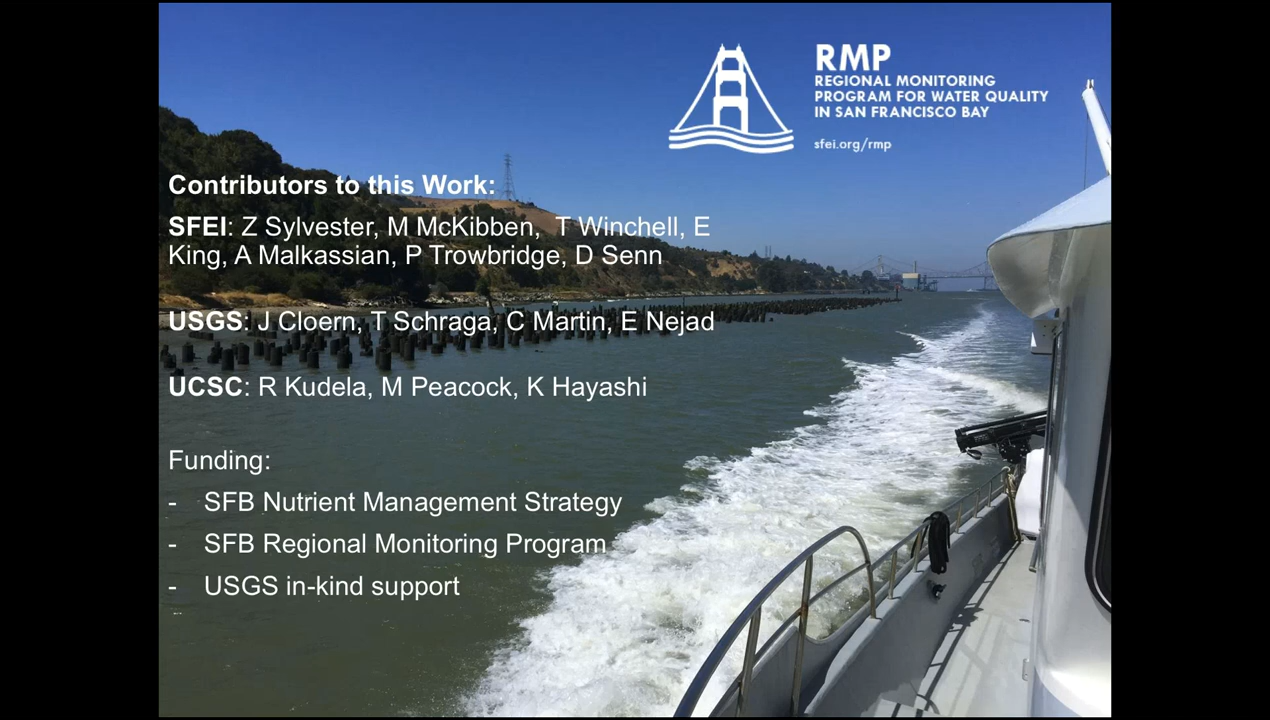 RMP
REGIONAL MONITORING
PROGRAM FOR WATER QUALITY
IN SAN FRANCISCO BAY
sfei.org/rmp
Contributors to this Work:
SFEI: Z Sylvester, M McKibben, T Winchell, E
King, A Malkassian, P Trowbridge, D Senn
USGS: J Cloern, T Schraga, C Martin, E Nejad
UCSC: R Kudela, M Peacock, K Hayashi
Funding:
- SFB Nutrient Management Strategy
- SFB Regional Monitoring Program
- USGS in-kind support